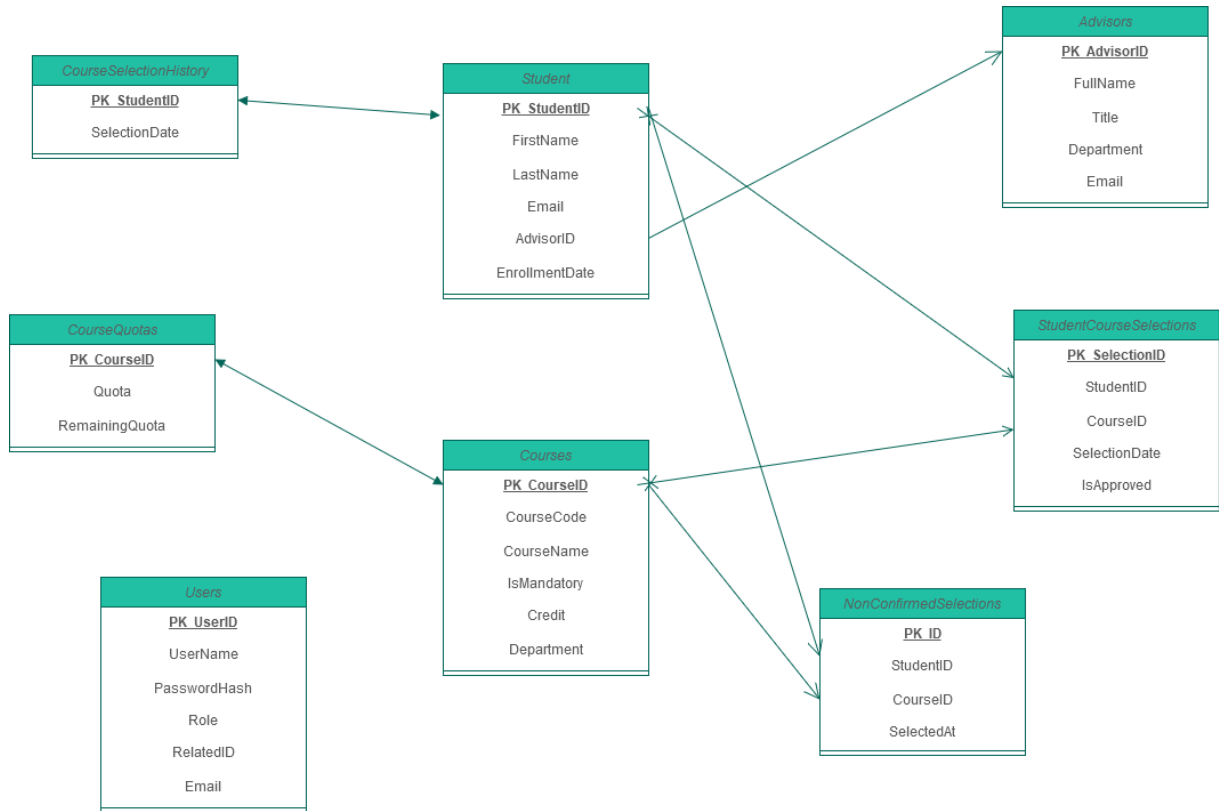 CourseSelectionHistory
PK_StudentID
SelectionDate
Student
PK_StudentID
FirstName
LastName
Email
AdvisorID
EnrollmentDate
Advisors
PK_AdvisorID
FullName
Title
Department
Email
CourseQuotas
PK_CourseID
Quota
RemainingQuota
Courses
PK_CourseID
CourseCode
CourseName
IsMandatory
Credit
Department
StudentCourseSelections
PK_SelectionID
StudentID
CourseID
SelectionDate
IsApproved
Users
PK_UserID
UserName
PasswordHash
Role
RelatedID
Email
NonConfirmedSelections
PK_ID
StudentID
CourseID
SelectedAt